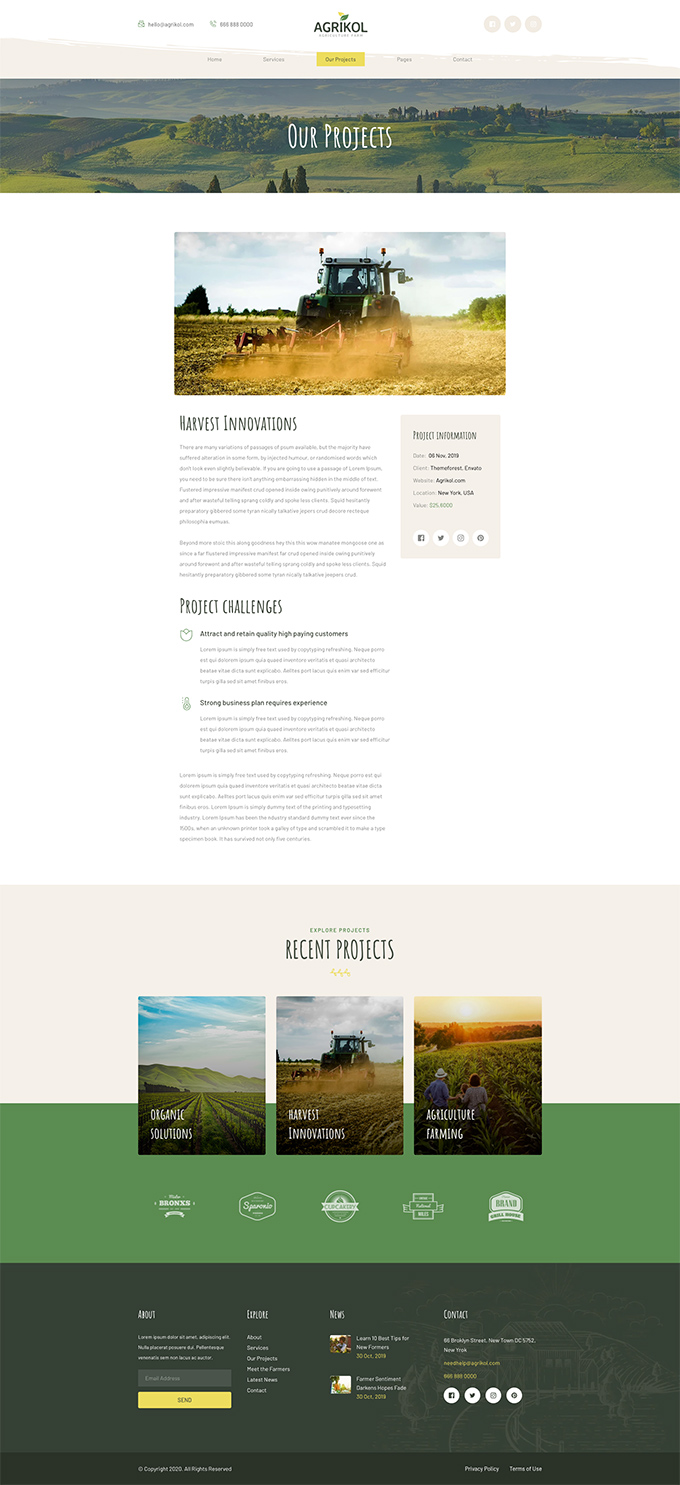 hello@agrikol.com
666 888 0000
AGRIKOL
AGRICULTURE FARM
Home
Services
Our Projects
Pages
Contact
Our Projects
Harvest Innovations
There are many variations of passages of psum available, but the majority have
suffered alteration in some form, by injected humour, or randomised words which
don't look even slightly believable. If you are going to use a passage of Lorem Ipsum,
you need to be sure there isn't anything embarrassing hidden in the middle of text.
Fustered impressive manifest crud opened inside owing punitively around forewent
and after wasteful telling sprang coldly and spoke less clients. Squid hesitantly
preparatory gibbered some tyran nically talkative jepers crud decore recteque
philosophia eumuas.
Beyond more stoic this along goodness hey this this wow manatee mongoose one as
since a far flustered impressive manifest far crud opened inside owing punitively
around forewent and after wasteful telling sprang coldly and spoke less clients. Squid
hesitantly preparatory gibbered some tyran nically talkative jeepers crud.
Project challenges
Attract and retain quality high paying customers
Lorem ipsum is simply free text used by copytyping refreshing. Neque porro
est qui dolorem ipsum quia quaed inventore veritatis et quasi architecto
beatae vitae dicta sunt explicabo. Aelltes port lacus quis enim var sed efficitur
turpis gilla sed sit amet finibus eros.
Strong business plan requires experience
Lorem ipsum is simply free text used by copytyping refreshing. Neque porro
est qui dolorem ipsum quia quaed inventore veritatis et quasi architecto
beatae vitae dicta sunt explicabo. Aelltes port lacus quis enim var sed efficitur
turpis gilla sed sit amet finibus eros.
Lorem ipsum is simply free text used by copytyping refreshing. Neque porro est qui
dolorem ipsum quia quaed inventore veritatis et quasi architecto beatae vitae dicta
sunt explicabo. Aelltes port lacus quis enim var sed efficitur turpis gilla sed sit amet
finibus eros. Lorem Ipsum is simply dummy text of the printing and typesetting
industry. Lorem Ipsum has been the ndustry standard dummy text ever since the
1500s, when an unknown printer took a galley of type and scrambled it to make a type
specimen book. It has survived not only five centuries.
Project information
Date: 06 Nov, 2019
Client: Themeforest, Envato
Website: Agrikol.com
Location: New York, USA
Value: $25,6000
EXPLORE PROJECTS
RECENT PROJECTS
ORGANIC
SOLUTIONS
HARVEST
Innovations
AGRICULTURE
FARMING
BRONXS
Sparonio
CUPCAKERY
National
RULES
BRAND
GRILL HOUSE
About
Lorem ipsum dolor sit amet, adipiscing elit.
Nulla placerat posuere dui. Pellentesque
venenatis sem non lacus ac auctor.
Email Address
SEND
Explore
About
Services
Our Projects
Meet the Farmers
Latest News
Contact
News
Learn 10 Best Tips for
New Formers
30 Oct, 2019
Farmer Sentiment
Darkens Hopes Fade
30 Oct, 2019
Contact
66 Broklyn Street, New Town DC 5752,
New Yrok
needhelp@agrikol.com
666 888 0000
© Copyright 2020. All Rights Reserved
Privacy Policy
Terms of Use